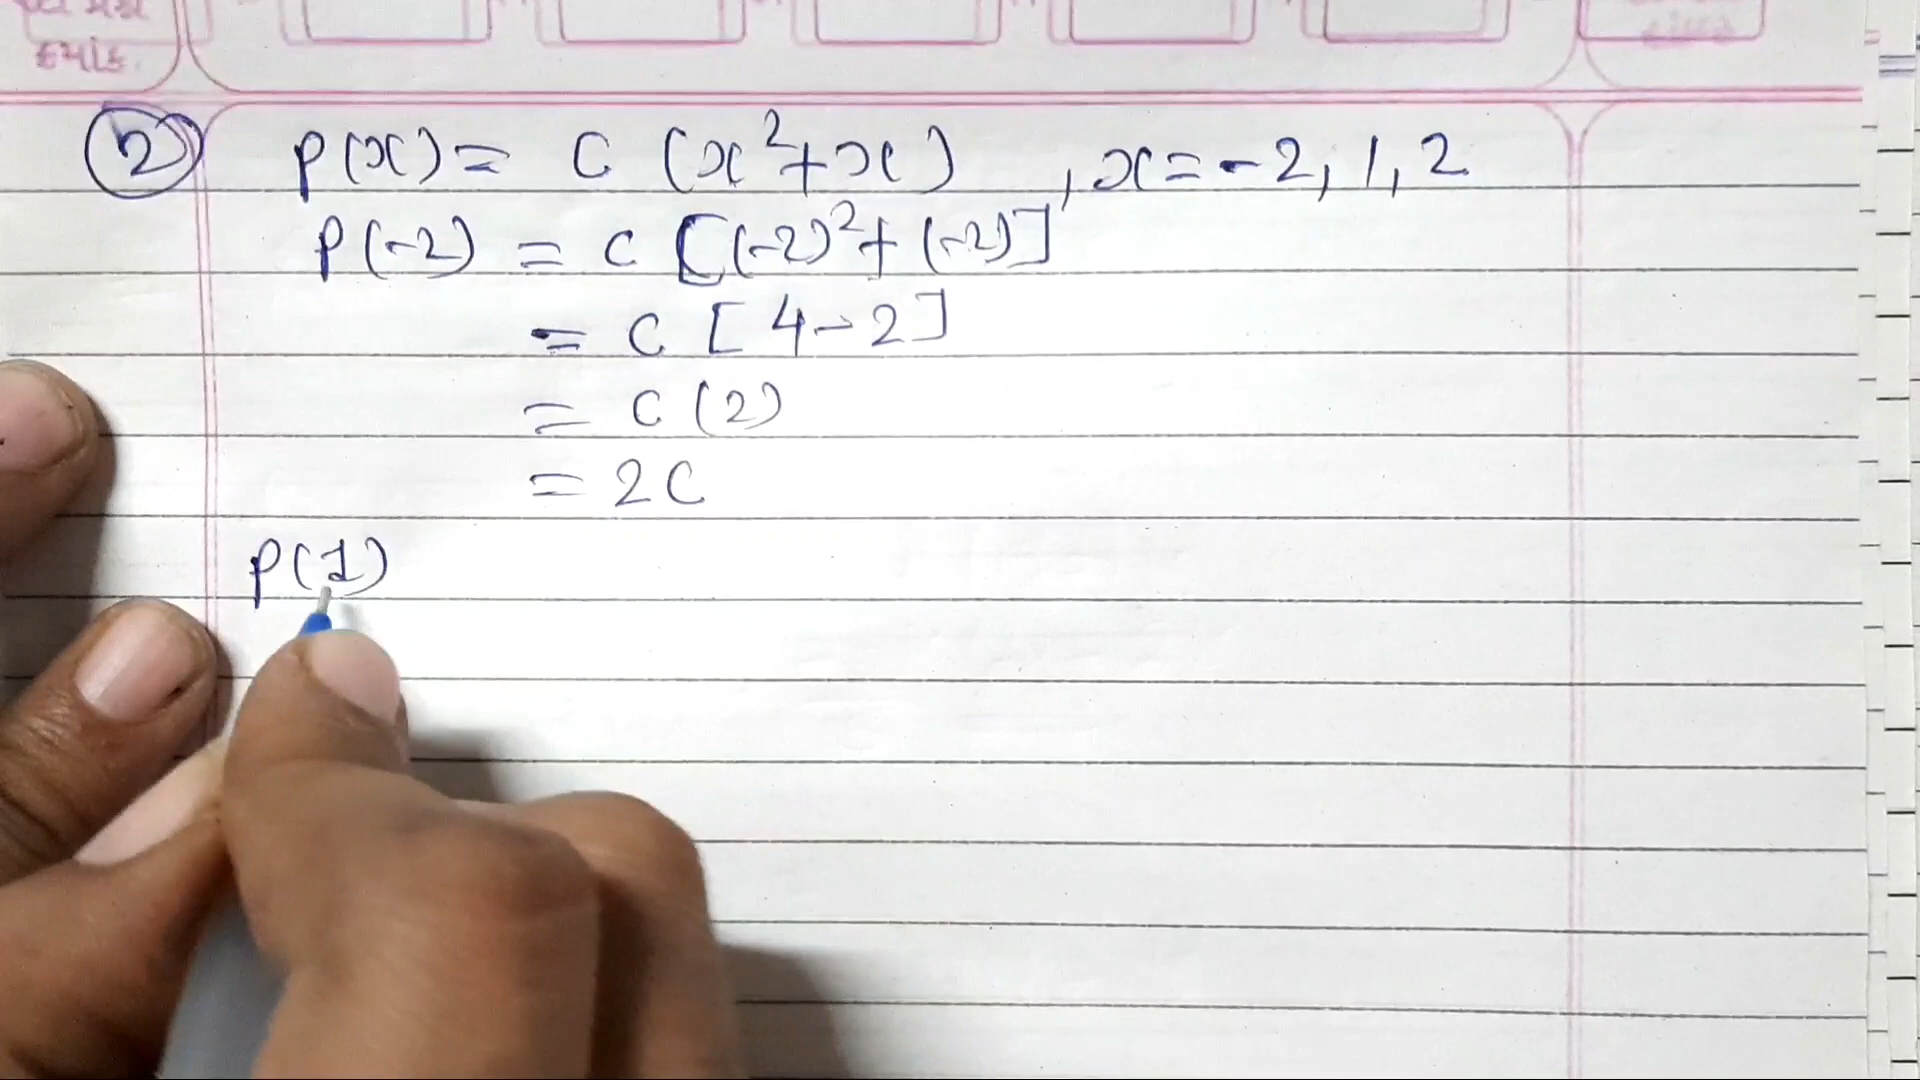 ② P(x) = C (x²+x) , x = -2, 1, 2
P(-2) = C [(-2)²+(-2)]
= C [4-2]
= C (2)
= 2C
P(1)